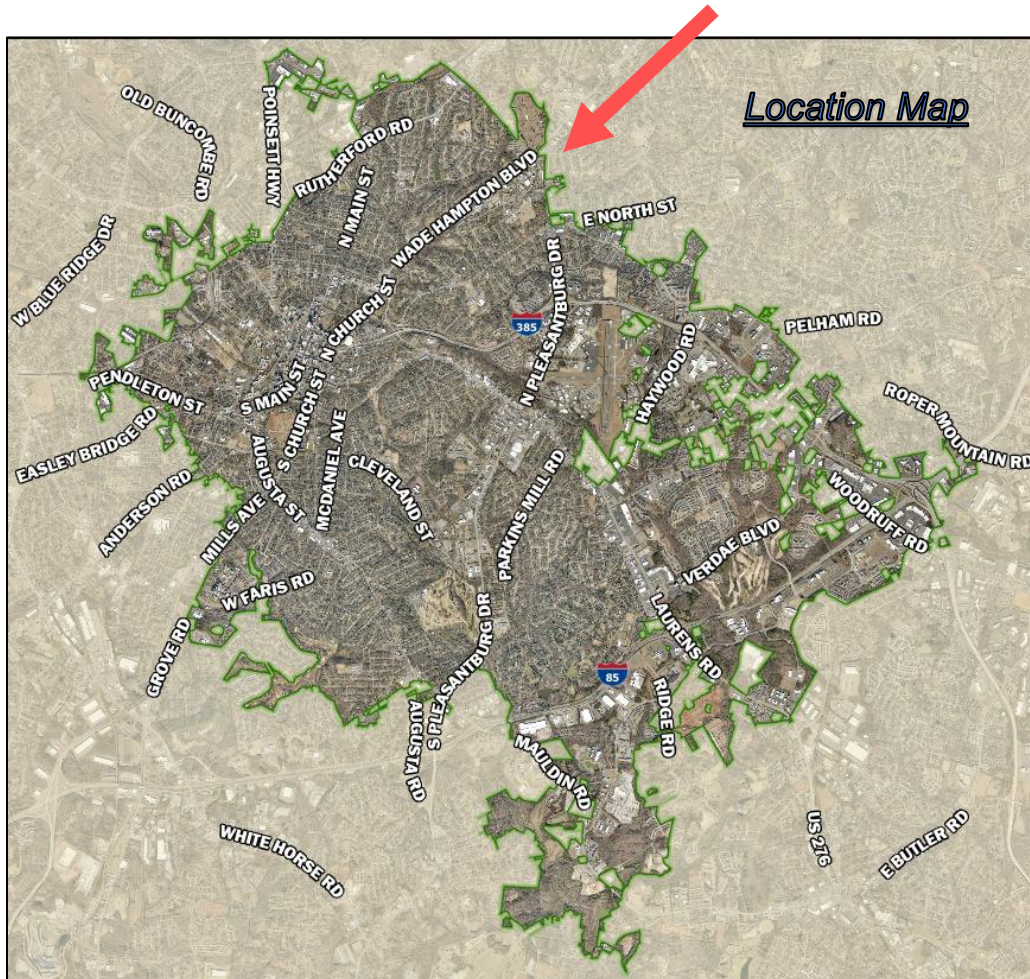 Location Map
OLD BUNCOMBE RD
POINSETT HWY
RUTHERFORD RD
N MAIN ST
WADE HAMPTON BLVD
E NORTH ST
W BLUE RIDGE DR
N CHURCH ST
N PLEASANTBURG DR
385
HAYWOOD RD
PELHAM RD
PENDLETON ST
S MAIN ST
S CHURCH ST
ROPER MOUNTAIN RD
EASLEY BRIDGE RD
AUGUSTA ST
MCDANIEL AVE
CLEVELAND ST
PARKINS MILL RD
ANDERSON RD
MILLS AVE
WOODRUFF RD
VERDAE BLVD
W FARIS RD
GROVE RD
S PLEASANTBURG DR
LAURENS RD
85
RIDGE RD
AUGUSTA RD
MAULDIN RD
WHITE HORSE RD
US 276
E BUTLER RD